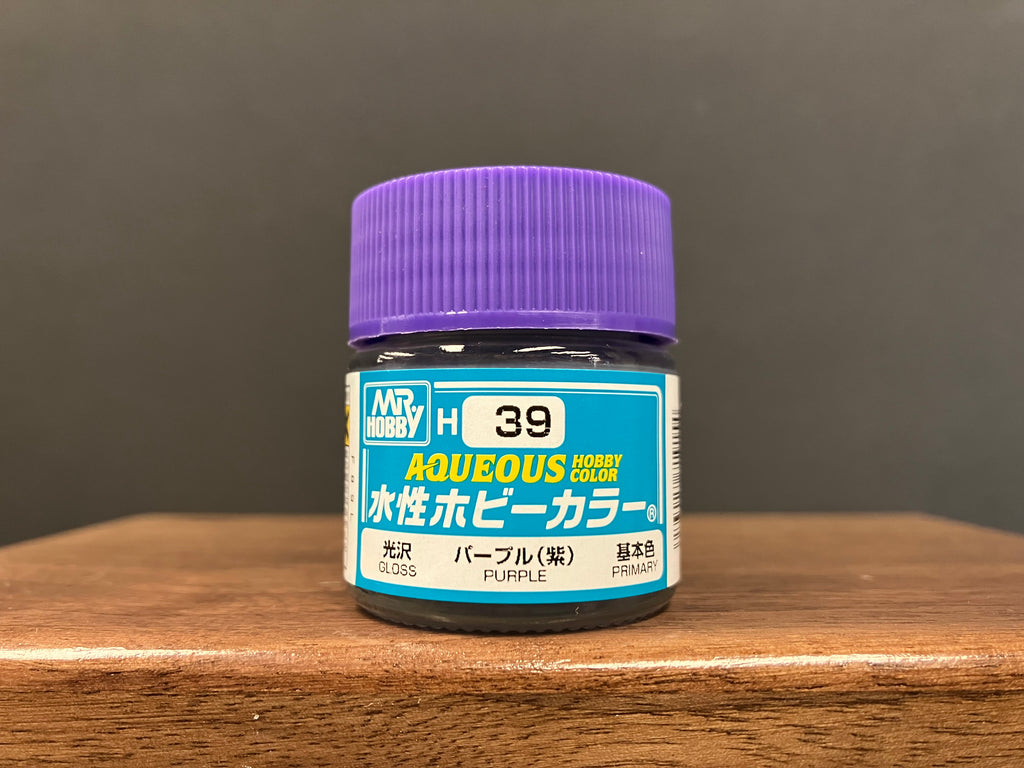 MR. HOBBY
H 39
AQUEOUS HOBBY COLOR
水性ホビーカラー®
光沢 パープル(紫) 基本色
GLOSS PURPLE PRIMARY